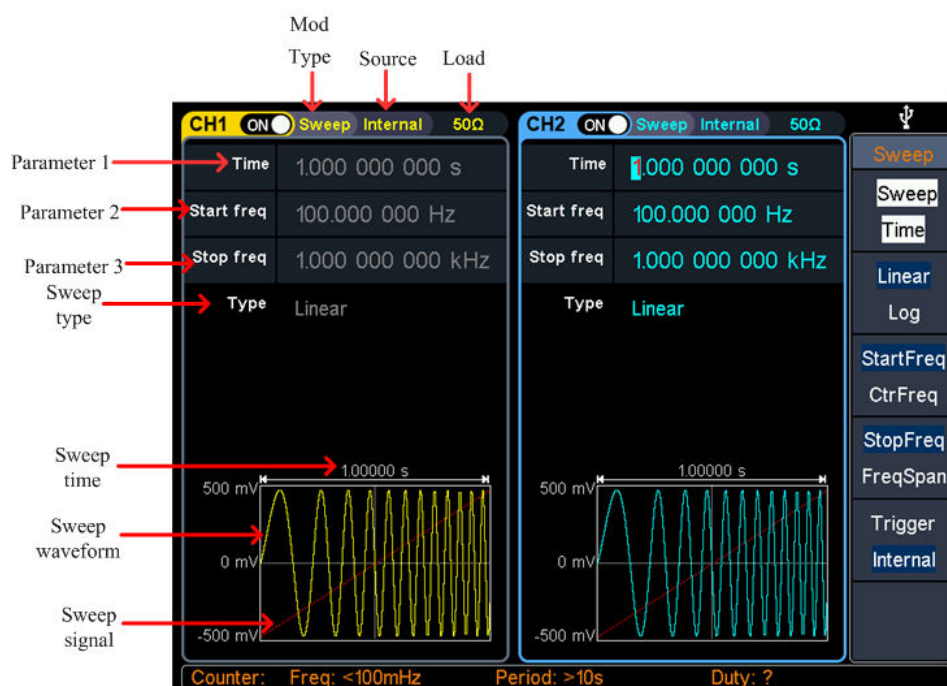 Mod
Type
Source
Load
CH1 ON Sweep Internal 50Ω
CH2 ON Sweep Internal 50Ω
Parameter 1
Time 1.000 000 000 s
Time 1.000 000 000 s
Parameter 2
Start freq 100.000 000 Hz
Start freq 100.000 000 Hz
Parameter 3
Stop freq 1.000 000 000 kHz
Stop freq 1.000 000 000 kHz
Sweep
type
Type Linear
Type Linear
Sweep
Sweep
Time
Linear
Log
StartFreq
CtrFreq
StopFreq
FreqSpan
Trigger
Internal
Sweep
time
1.00000 s
1.00000 s
500 mV
500 mV
Sweep
waveform
0 mV
0 mV
Sweep
signal
-500 mV
-500 mV
Counter: Freq: <100mHz Period: >10s Duty: ?